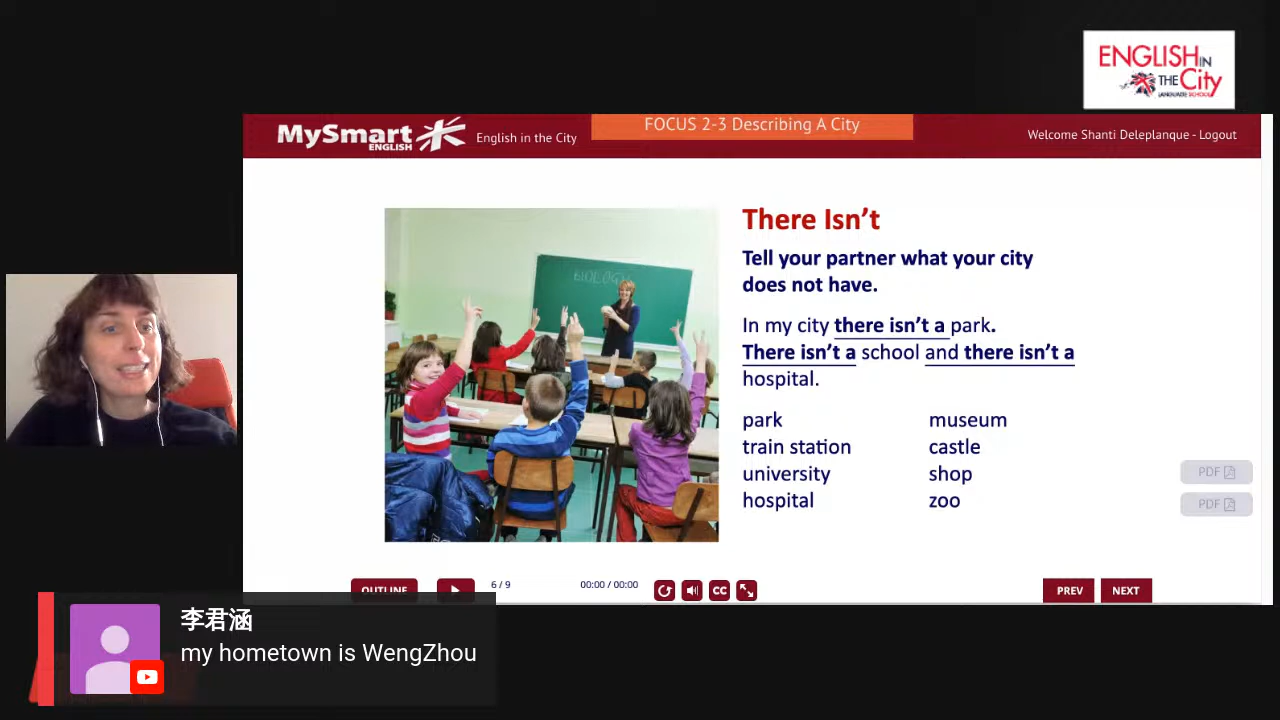 ENGLISH IN
THE City
LANGUAGE SCHOOL
MySmart
ENGLISH
English in the City
FOCUS 2-3 Describing A City
Welcome Shanti Deleplanque - Logout
BIOLOGY
There Isn't
Tell your partner what your city
does not have.
In my city there isn't a park.
There isn't a school and there isn't a
hospital.
park
train station
university
hospital
museum
castle
shop
zoo
PDF
PDF
OUTLINE
6 / 9
00:00 / 00:00
CC
PREV
NEXT
李君涵
my hometown is WengZhou